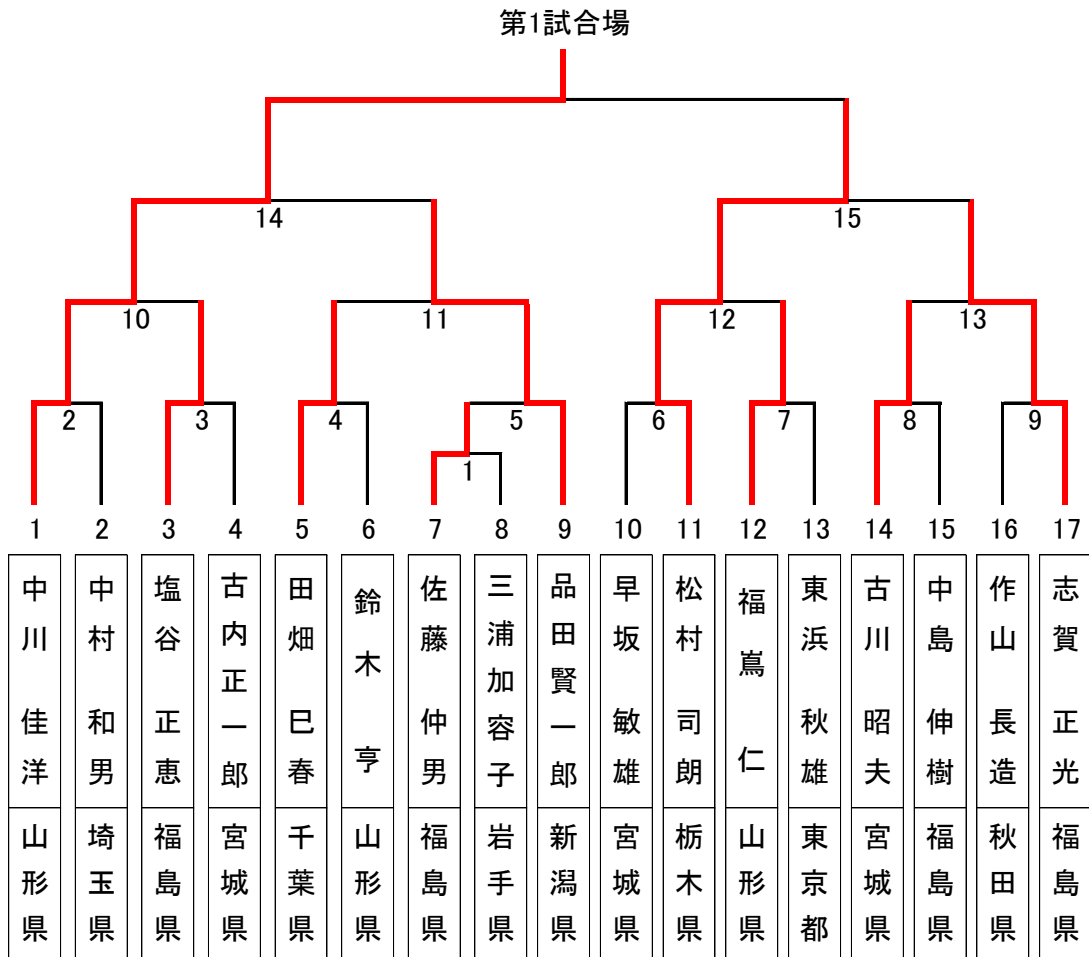 第1試合場
14
15
10
11
12
13
2
3
4
5
6
7
8
9
1
1 2 3 4 5 6 7 8 9 10 11 12 13 14 15 16 17
中川 佳洋
中村 和男
塩谷 正恵
古内正一郎
田畑 巳春
鈴木 亨
佐藤 仲男
三浦加容子
品田賢一郎
早坂 敏雄
松村 司朗
福嶌 仁
東浜 秋雄
古川 昭夫
中島 伸樹
作山 長造
志賀 正光
山形県
埼玉県
福島県
宮城県
千葉県
山形県
福島県
岩手県
新潟県
宮城県
栃木県
山形県
東京都
宮城県
福島県
秋田県
福島県